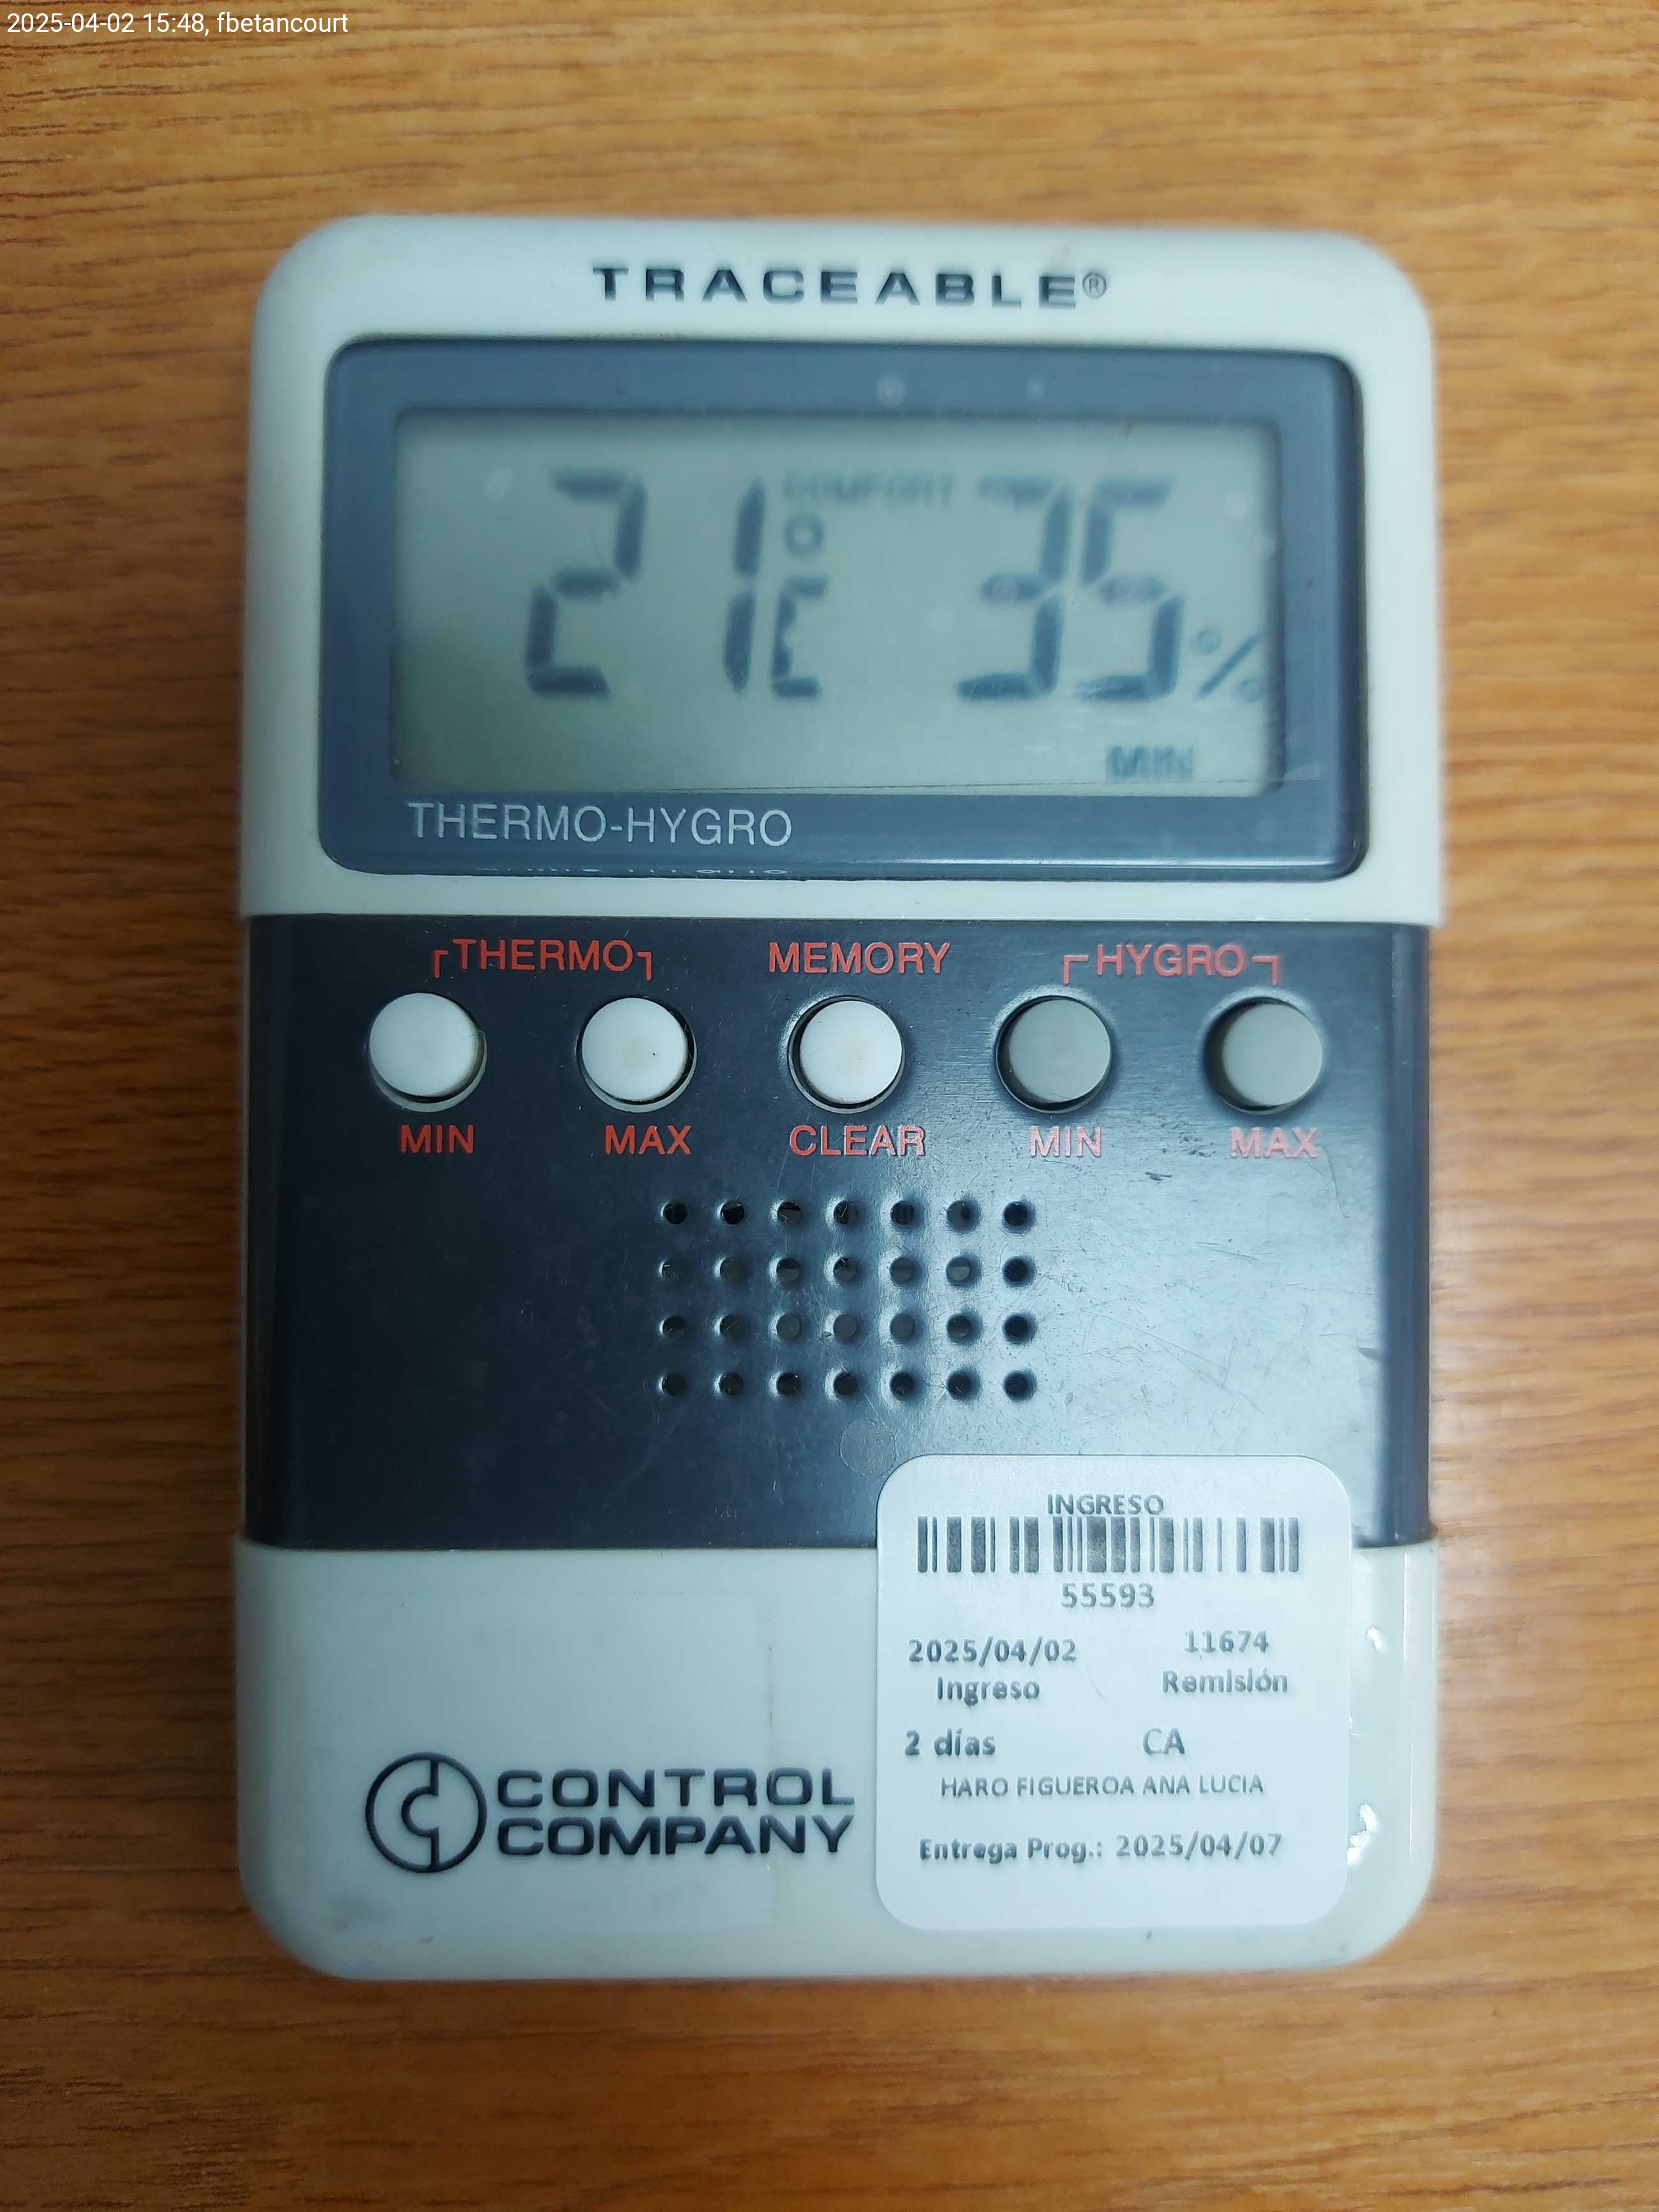 2025-04-02 15:48, fbetancourt
TRACEABLE®
COMFORT
21°C 35%
MIN
THERMO-HYGRO
THERMO MEMORY HYGRO
MIN MAX CLEAR MIN MAX
INGRESO
55593
2025/04/02 11674
Ingreso Remisión
2 días CA
HARO FIGUEROA ANA LUCIA
Entrega Prog.: 2025/04/07
CONTROL
COMPANY